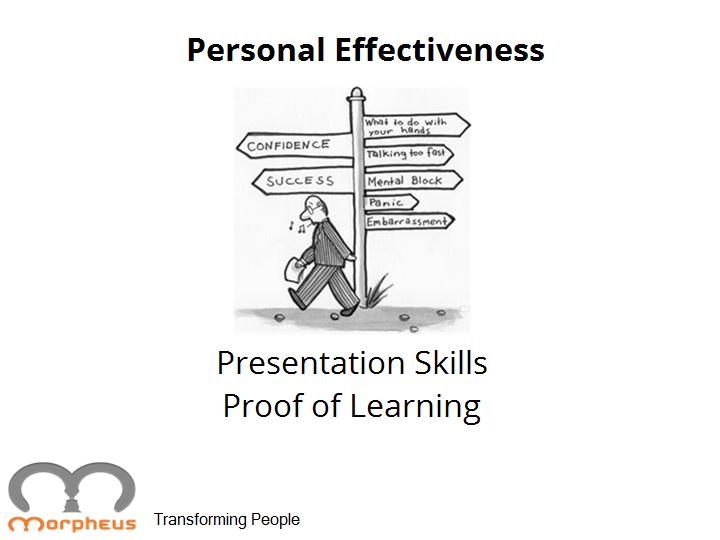 Personal Effectiveness
CONFIDENCE
SUCCESS
What to do with
your hands
Talking too fast
Mental Block
Panic
Embarrassment
Presentation Skills
Proof of Learning
morpheus
Transforming People